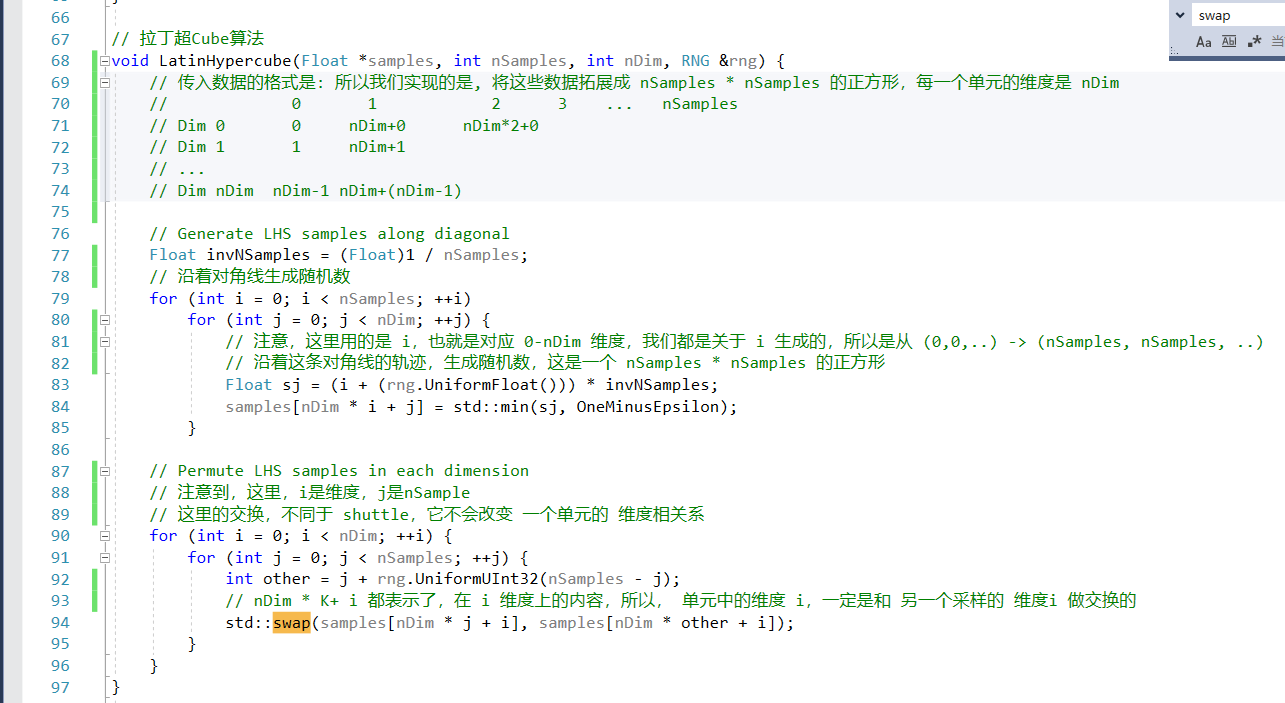 swap
Aa Ab .* 当
66
67 // 拉丁超Cube算法
68 void LatinHypercube(Float *samples, int nSamples, int nDim, RNG &rng) {
69 // 传入数据的格式是: 所以我们实现的是, 将这些数据拓展成 nSamples * nSamples 的正方形，每一个单元的维度是 nDim
70 // 0 1 2 3 ... nSamples
71 // Dim 0 0 nDim+0 nDim*2+0
72 // Dim 1 1 nDim+1
73 // ...
74 // Dim nDim nDim-1 nDim+(nDim-1)
75
76 // Generate LHS samples along diagonal
77 Float invNSamples = (Float)1 / nSamples;
78 // 沿着对角线生成随机数
79 for (int i = 0; i < nSamples; ++i)
80 for (int j = 0; j < nDim; ++j) {
81 // 注意，这里用的是 i，也就是对应 0-nDim 维度，我们都是关于 i 生成的，所以是从 (0,0,..) -> (nSamples, nSamples, ..)
82 // 沿着这条对角线的轨迹，生成随机数，这是一个 nSamples * nSamples 的正方形
83 Float sj = (i + (rng.UniformFloat())) * invNSamples;
84 samples[nDim * i + j] = std::min(sj, OneMinusEpsilon);
85 }
86
87 // Permute LHS samples in each dimension
88 // 注意到，这里，i是维度，j是nSample
89 // 这里的交换，不同于 shuttle，它不会改变 一个单元的 维度相关系
90 for (int i = 0; i < nDim; ++i) {
91 for (int j = 0; j < nSamples; ++j) {
92 int other = j + rng.UniformUInt32(nSamples - j);
93 // nDim * K+ i 都表示了，在 i 维度上的内容，所以， 单元中的维度 i，一定是和 另一个采样的 维度i 做交换的
94 std::swap(samples[nDim * j + i], samples[nDim * other + i]);
95 }
96 }
97 }